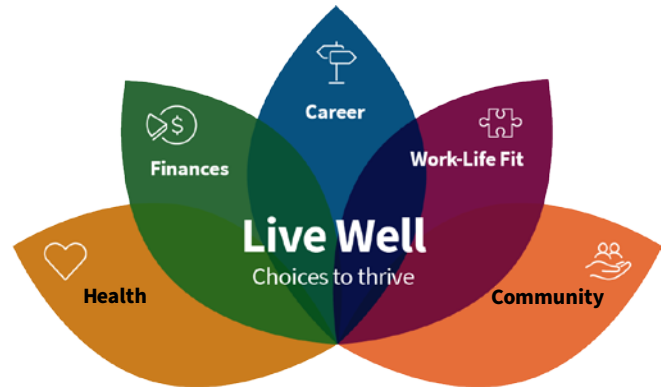 Career
Finances
Work-Life Fit
Live Well
Choices to thrive
Health
Community
$